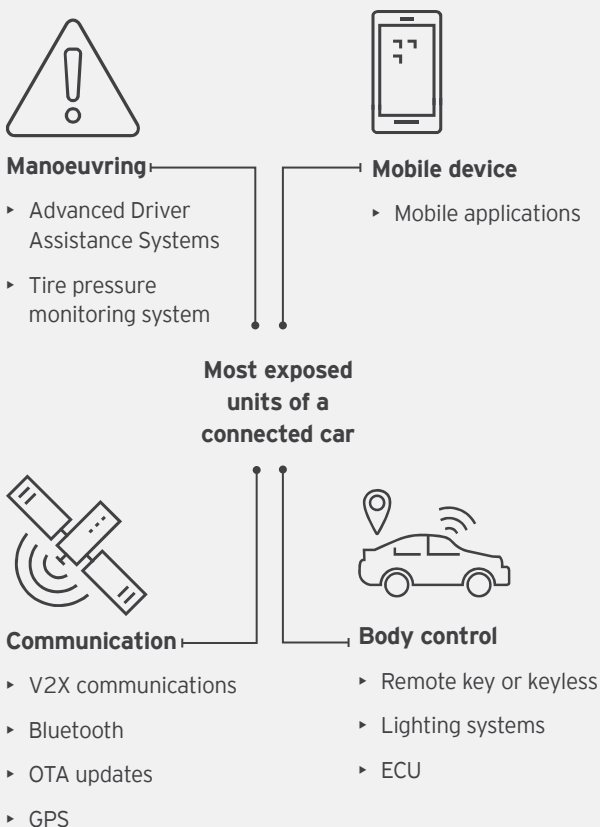 Manoeuvring
‣ Advanced Driver
Assistance Systems
‣ Tire pressure
monitoring system
Mobile device
‣ Mobile applications
Most exposed
units of a
connected car
Communication
‣ V2X communications
‣ Bluetooth
‣ OTA updates
‣ GPS
Body control
‣ Remote key or keyless
‣ Lighting systems
‣ ECU